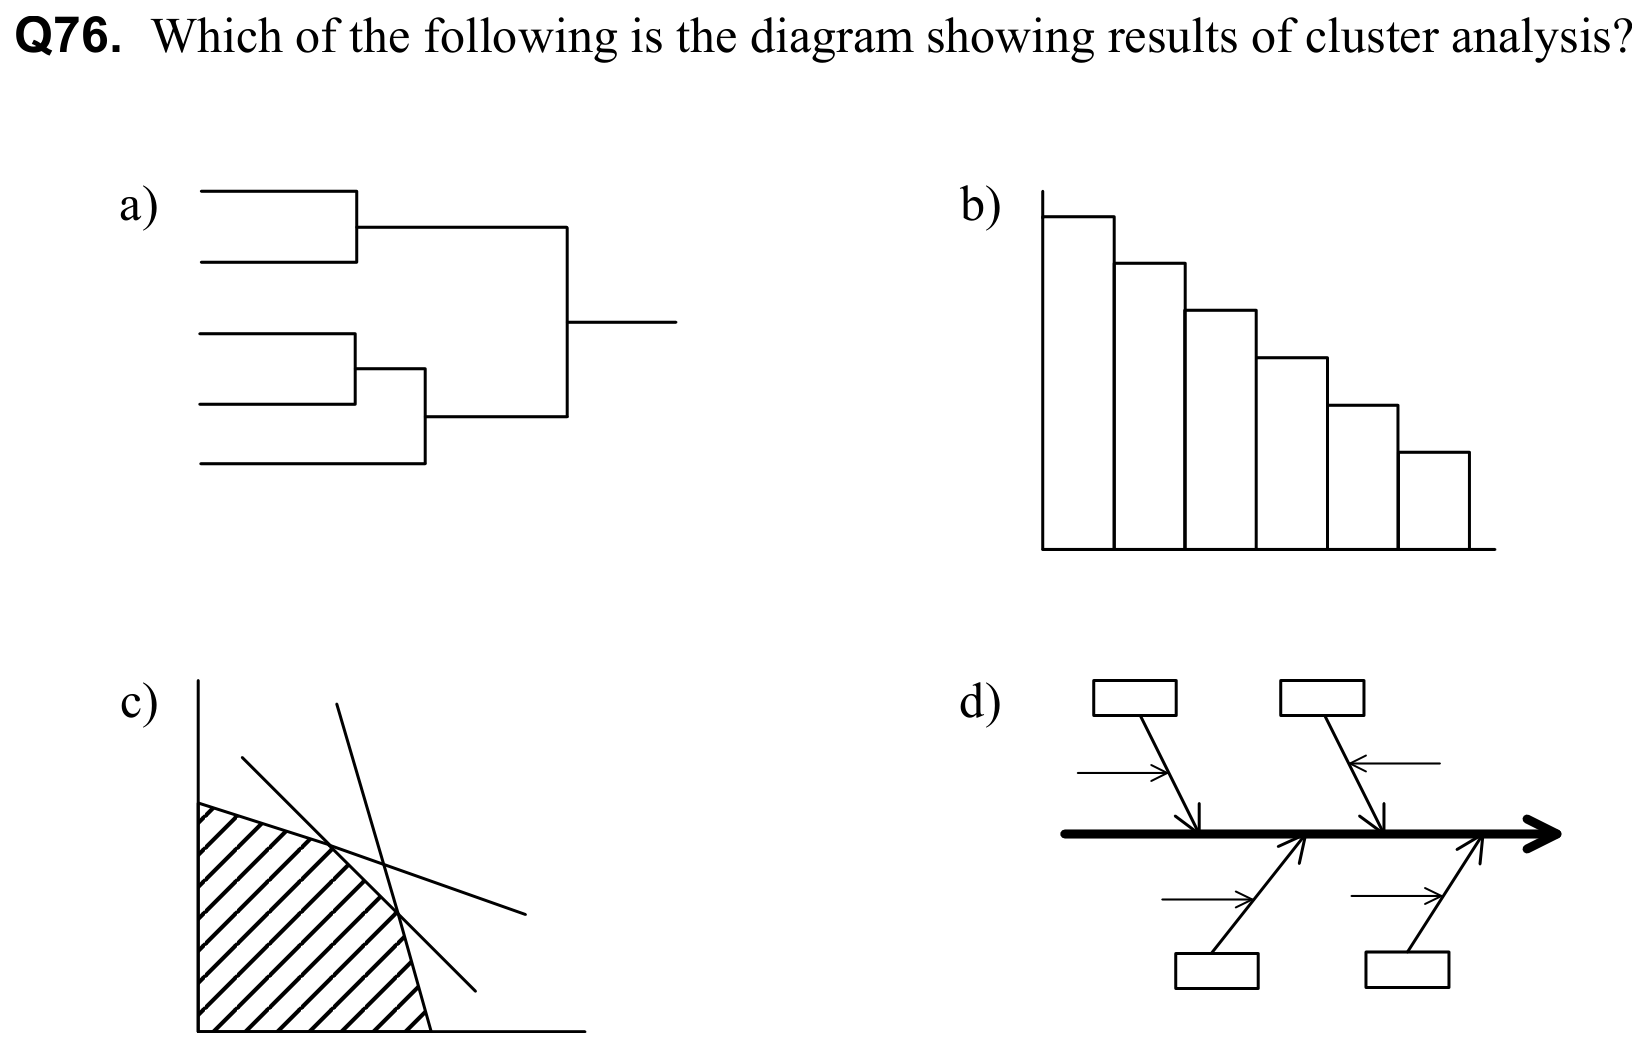 Q76. Which of the following is the diagram showing results of cluster analysis?
a)
b)
c)
d)